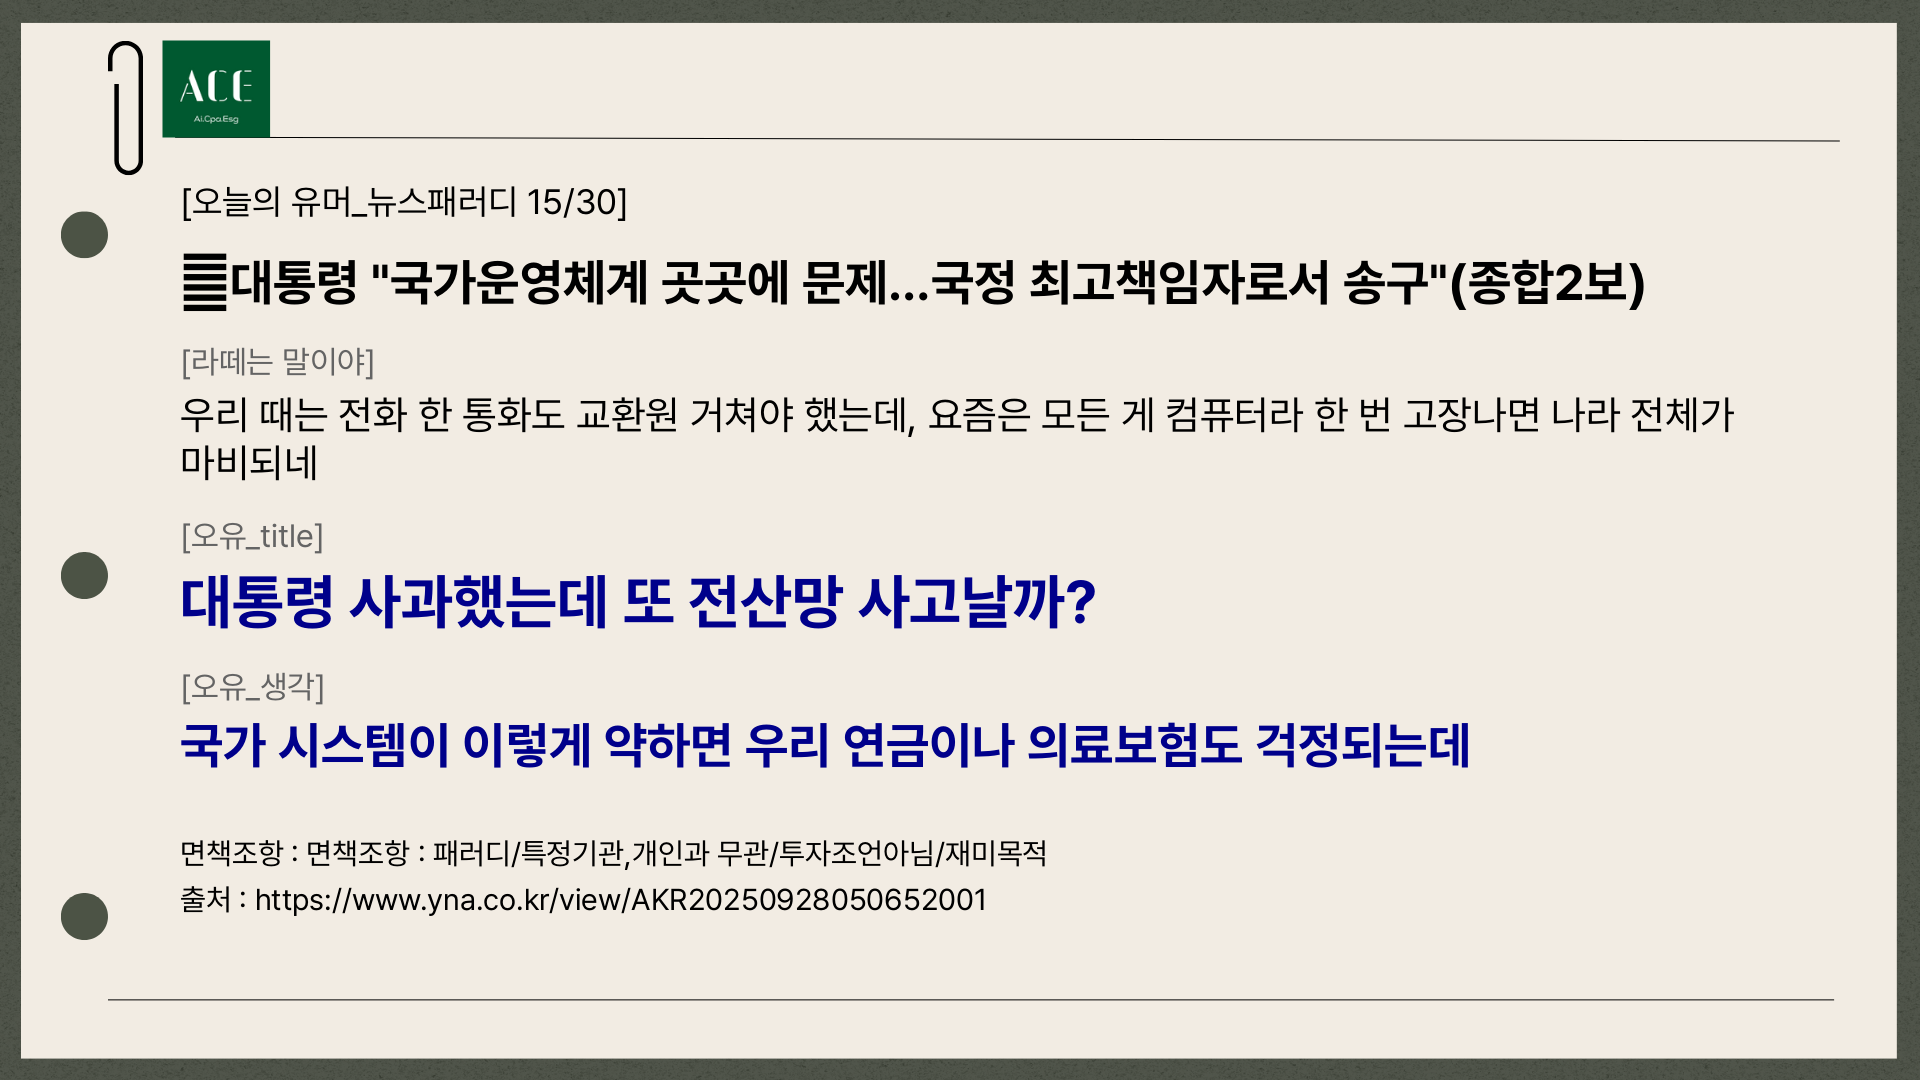 ACE
Ai.Cpa.Esg
[오늘의 유머_뉴스패러디 15/30]
대통령 "국가운영체계 곳곳에 문제…국정 최고책임자로서 송구"(종합2보)
[라떼는 말이야]
우리 때는 전화 한 통화도 교환원 거쳐야 했는데, 요즘은 모든 게 컴퓨터라 한 번 고장나면 나라 전체가
마비되네
[오유_title]
대통령 사과했는데 또 전산망 사고날까?
[오유_생각]
국가 시스템이 이렇게 약하면 우리 연금이나 의료보험도 걱정되는데
면책조항 : 면책조항 : 패러디/특정기관,개인과 무관/투자조언아님/재미목적
출처 : https://www.yna.co.kr/view/AKR20250928050652001